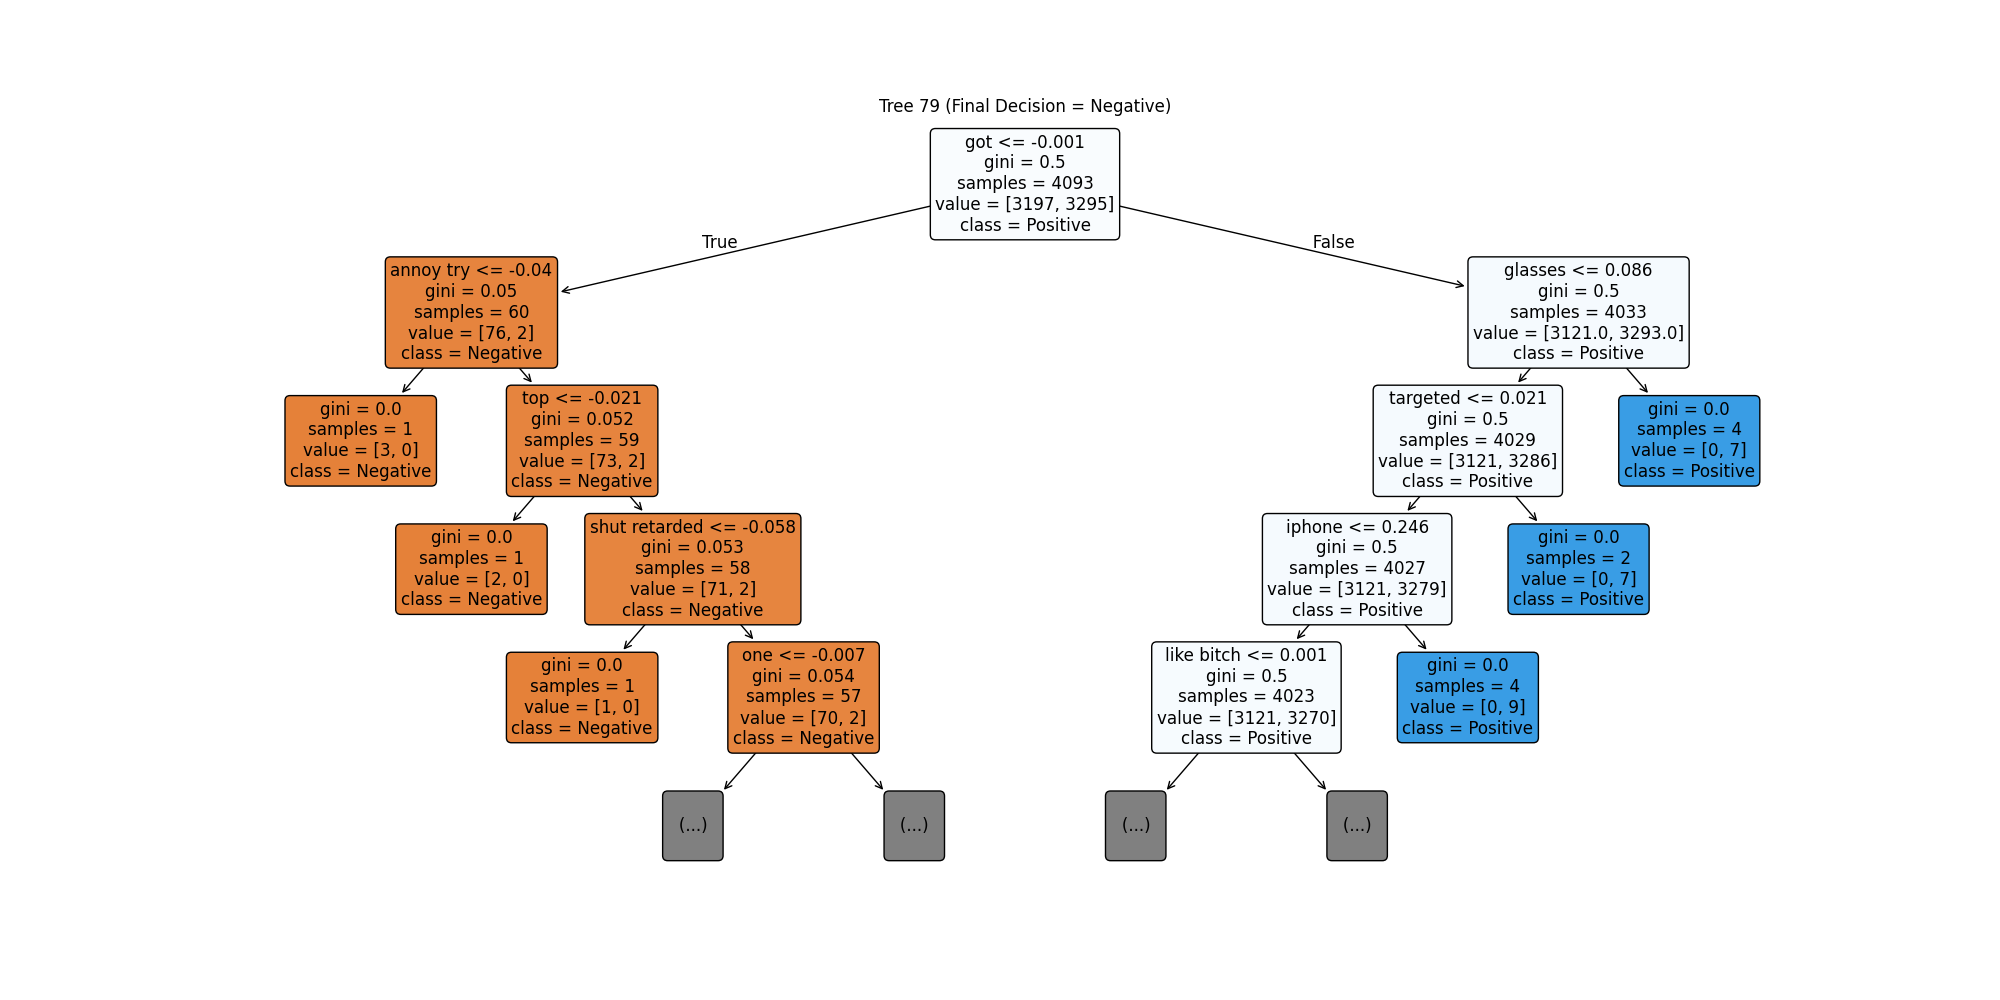 Tree 79 (Final Decision = Negative)
got <= -0.001
gini = 0.5
samples = 4093
value = [3197, 3295]
class = Positive
True
False
annoy try <= -0.04
gini = 0.05
samples = 60
value = [76, 2]
class = Negative
glasses <= 0.086
gini = 0.5
samples = 4033
value = [3121.0, 3293.0]
class = Positive
gini = 0.0
samples = 1
value = [3, 0]
class = Negative
top <= -0.021
gini = 0.052
samples = 59
value = [73, 2]
class = Negative
targeted <= 0.021
gini = 0.5
samples = 4029
value = [3121, 3286]
class = Positive
gini = 0.0
samples = 4
value = [0, 7]
class = Positive
gini = 0.0
samples = 1
value = [2, 0]
class = Negative
shut retarded <= -0.058
gini = 0.053
samples = 58
value = [71, 2]
class = Negative
iphone <= 0.246
gini = 0.5
samples = 4027
value = [3121, 3279]
class = Positive
gini = 0.0
samples = 2
value = [0, 7]
class = Positive
gini = 0.0
samples = 1
value = [1, 0]
class = Negative
one <= -0.007
gini = 0.054
samples = 57
value = [70, 2]
class = Negative
like bitch <= 0.001
gini = 0.5
samples = 4023
value = [3121, 3270]
class = Positive
gini = 0.0
samples = 4
value = [0, 9]
class = Positive
(...)
(...)
(...)
(...)